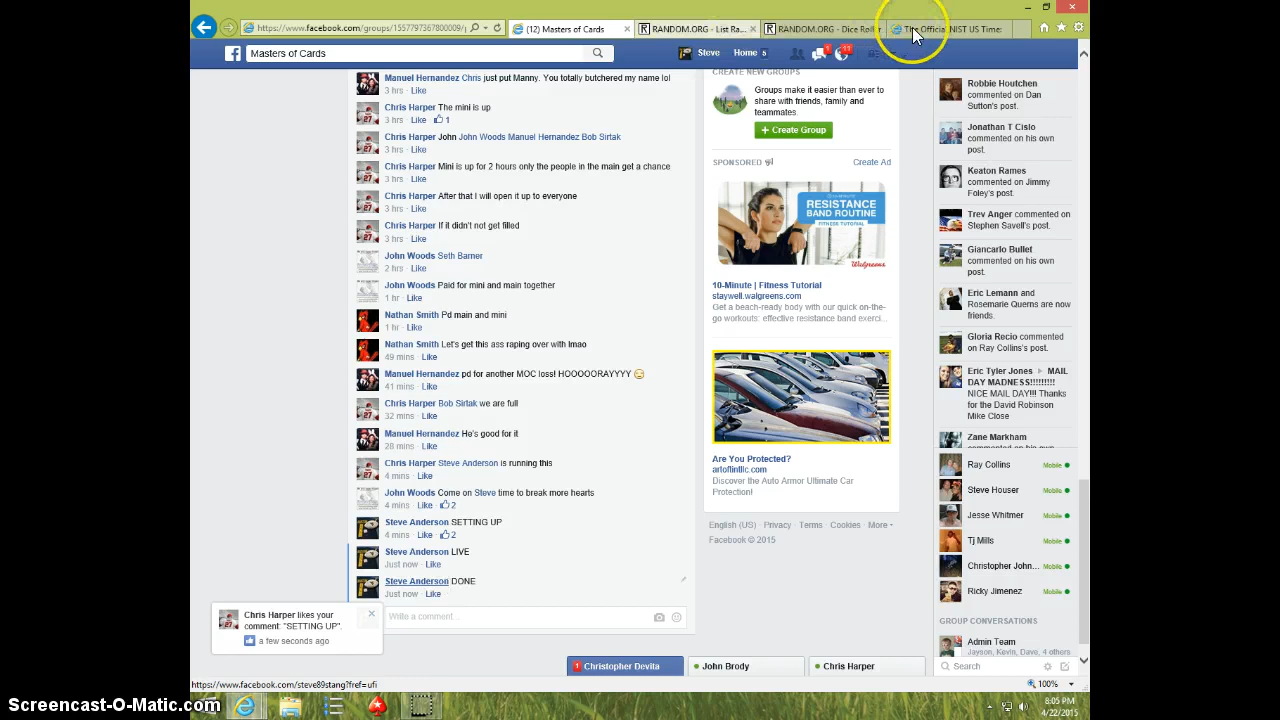 https://www.facebook.com/groups/1557797367800009/
(12) Masters of Cards
RANDOM.ORG - List Ra...
RANDOM.ORG - Dice Roller
The Official NIST US Time:
Masters of Cards
Steve
Home 5
11
Manuel Hernandez Chris just put Manny. You totally butchered my name lol
3 hrs · Like
Chris Harper The mini is up
3 hrs · Like · 1
Chris Harper John John Woods Manuel Hernandez Bob Sirtak
3 hrs · Like
Chris Harper Mini is up for 2 hours only the people in the main get a chance
3 hrs · Like
Chris Harper After that I will open it up to everyone
3 hrs · Like
Chris Harper If it didn't not get filled
3 hrs · Like
John Woods Seth Barner
2 hrs · Like
John Woods Paid for mini and main together
1 hr · Like
Nathan Smith Pd main and mini
1 hr · Like
Nathan Smith Let's get this ass raping over with lmao
49 mins · Like
Manuel Hernandez pd for another MOC loss! HOOOOORAYYYY
41 mins · Like
Chris Harper Bob Sirtak we are full
32 mins · Like
Manuel Hernandez He's good for it
28 mins · Like
Chris Harper Steve Anderson is running this
4 mins · Like
John Woods Come on Steve time to break more hearts
4 mins · Like · 2
Steve Anderson SETTING UP
4 mins · Like · 2
Steve Anderson LIVE
Just now · Like
Steve Anderson DONE
Just now · Like
Write a comment...
Chris Harper likes your
comment: "SETTING UP".
a few seconds ago
CREATE NEW GROUPS
Groups make it easier than ever to
share with friends, family and
teammates.
+ Create Group
SPONSORED
Create Ad
RESISTANCE
BAND ROUTINE
FITNESS TUTORIAL
Walgreens
10-Minute | Fitness Tutorial
staywell.walgreens.com
Get a beach-ready body with our quick on-the-
go workouts: effective resistance band exerci...
Are You Protected?
artoflintllc.com
Discover the Auto Armor Ultimate Car
Protection!
English (US) · Privacy · Terms · Cookies · More
Facebook © 2015
Robbie Houtchen
commented on Dan
Sutton's post.
Jonathan T Cislo
commented on his own
post.
Keaton Rames
commented on Jimmy
Foley's post.
Trev Anger commented on
Stephen Savell's post.
Giancarlo Bullet
commented on his own
post.
Eric Lemann and
Rosemarie Querns are now
friends.
Gloria Recio commented
on Ray Collins's post.
Eric Tyler Jones ▸ MAIL
DAY MADNESS!!!!!!!!!
NICE MAIL DAY!!! Thanks
for the David Robinson
Mike Close
Zane Markham
commented on his own
Ray Collins Mobile
Steve Houser Mobile
Jesse Whitmer Mobile
Tj Mills Mobile
Christopher John... Mobile
Ricky Jimenez Mobile
GROUP CONVERSATIONS
Admin Team
Jayson, Kevin, Dave, 4 others
Search
1 Christopher Devita
John Brody
Chris Harper
https://www.facebook.com/steve89stang?fref=ufi
100%
Screencast-O-Matic.com
8:05 PM
4/22/2015